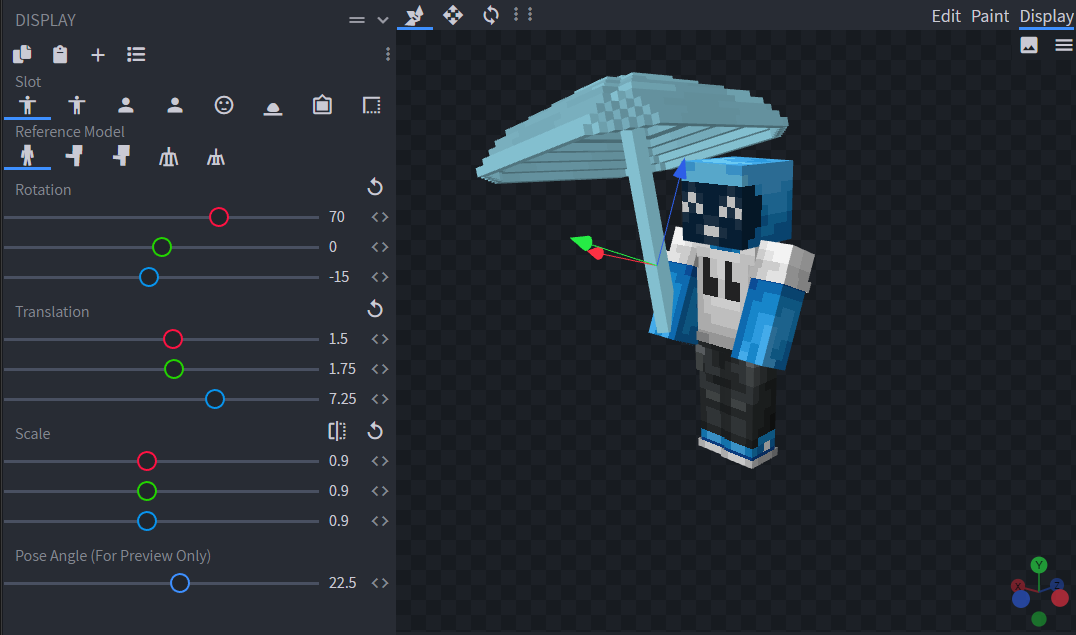 DISPLAY
Edit Paint Display
Slot
Reference Model
Rotation
70
0
-15
Translation
1.5
1.75
7.25
Scale
0.9
0.9
0.9
Pose Angle (For Preview Only)
22.5
Y
X
Z